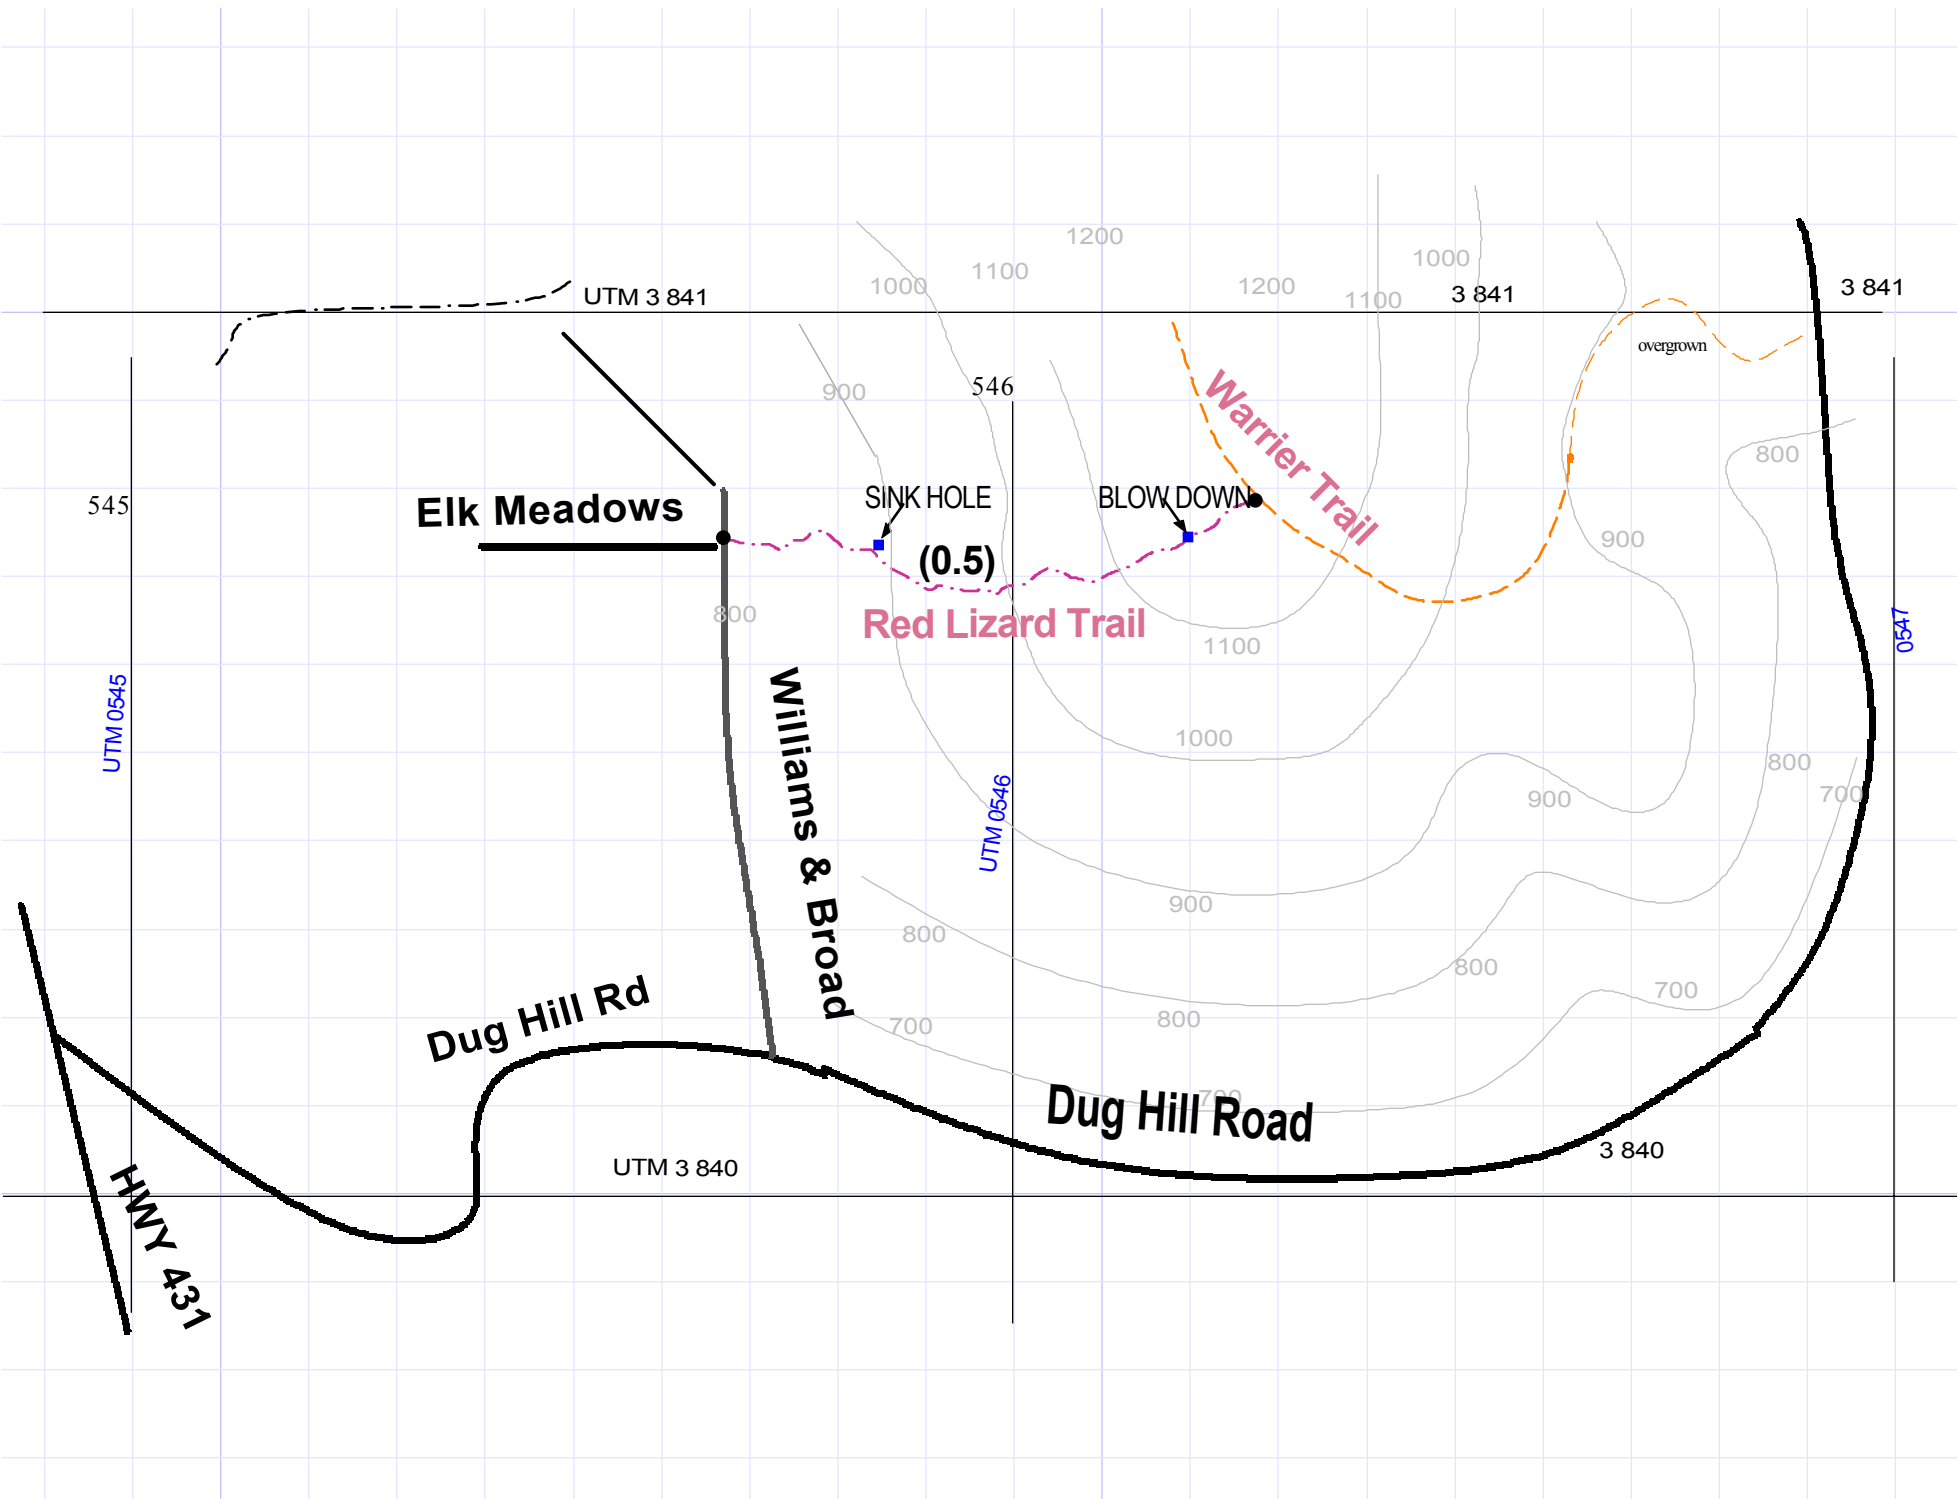 1200
1000
1100
1000
1200
1100
UTM 3 841
3 841
3 841
overgrown
546
900
Warrier Trail
800
545
Elk Meadows
SINK HOLE
BLOW DOWN
(0.5)
900
800
Red Lizard Trail
1100
0547
UTM 0545
Williams & Broad
1000
800
700
900
UTM 0546
900
800
800
700
Dug Hill Rd
700
800
700
Dug Hill Road
3 840
UTM 3 840
HWY 431